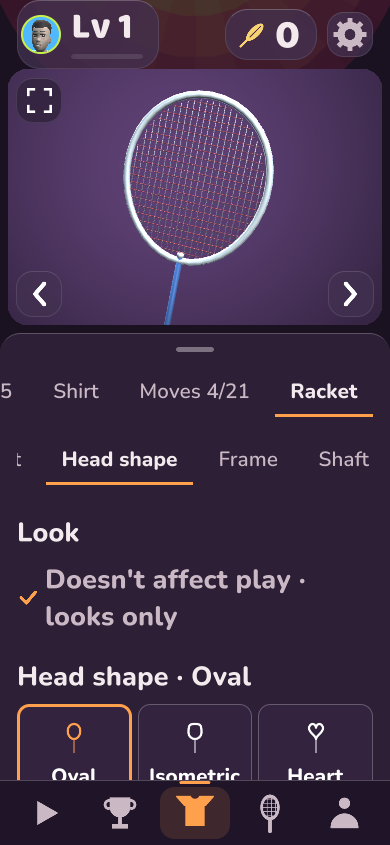 Lv 1
0
5 Shirt Moves 4/21 Racket
t Head shape Frame Shaft
Look
Doesn't affect play ·
looks only
Head shape · Oval
Oval Isometric Heart